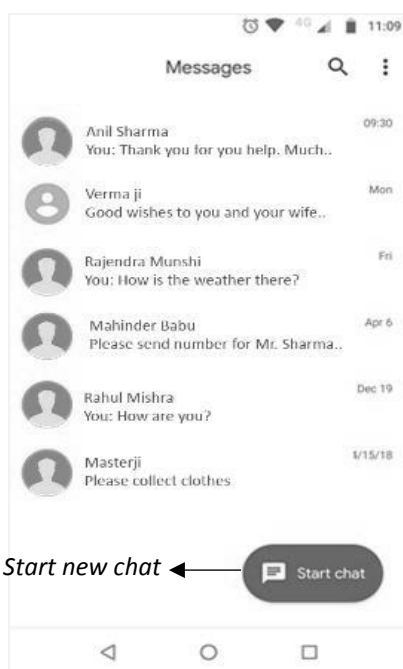 4G 11:09
Messages
Anil Sharma 09:30
You: Thank you for you help. Much..
Verma ji Mon
Good wishes to you and your wife..
Rajendra Munshi Fri
You: How is the weather there?
Mahinder Babu Apr 6
Please send number for Mr. Sharma..
Rahul Mishra Dec 19
You: How are you?
Masterji
Please collect clothes
Start new chat
Start chat